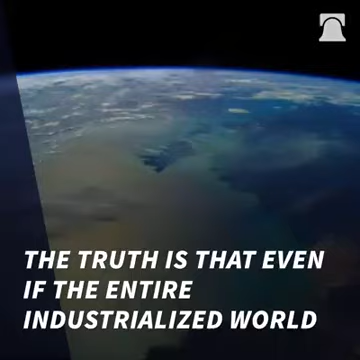 THE TRUTH IS THAT EVEN
IF THE ENTIRE
INDUSTRIALIZED WORLD